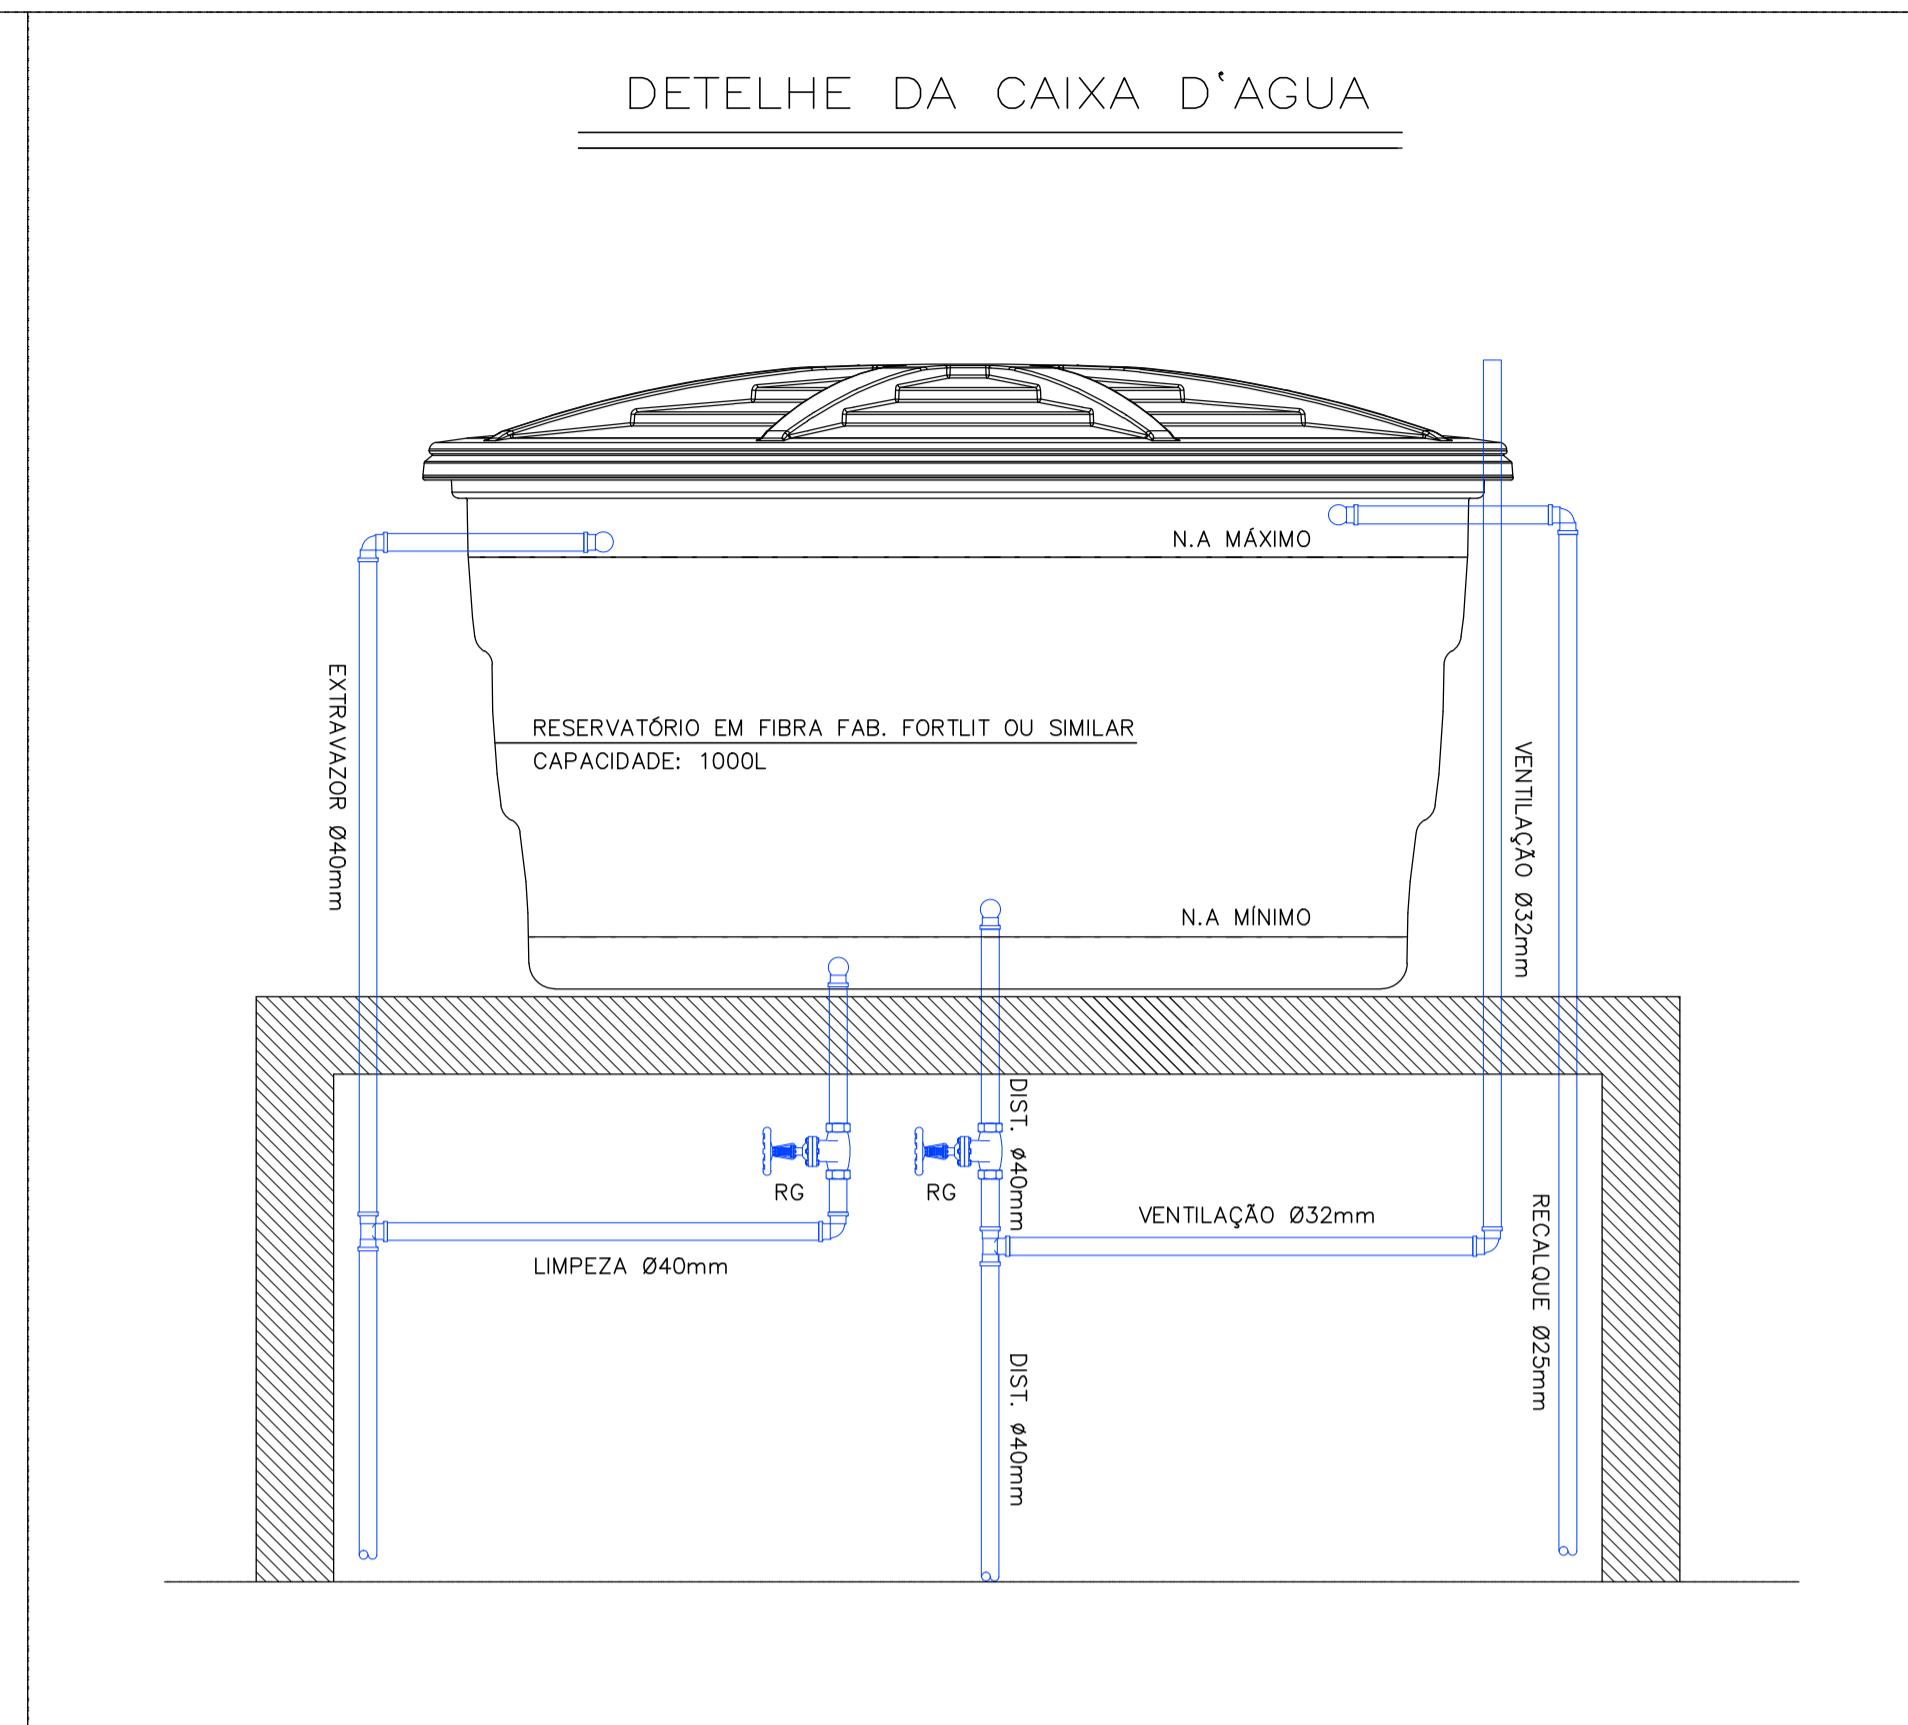 DETELHE DA CAIXA D'AGUA
N.A MÁXIMO
EXTRAVAZOR Ø40mm
RESERVATÓRIO EM FIBRA FAB. FORTLIT OU SIMILAR
CAPACIDADE: 1000L
VENTILAÇÃO Ø32mm
N.A MÍNIMO
DIST. Ø40mm
RG
RG
VENTILAÇÃO Ø32mm
RECALQUE Ø25mm
LIMPEZA Ø40mm
DIST. Ø40mm